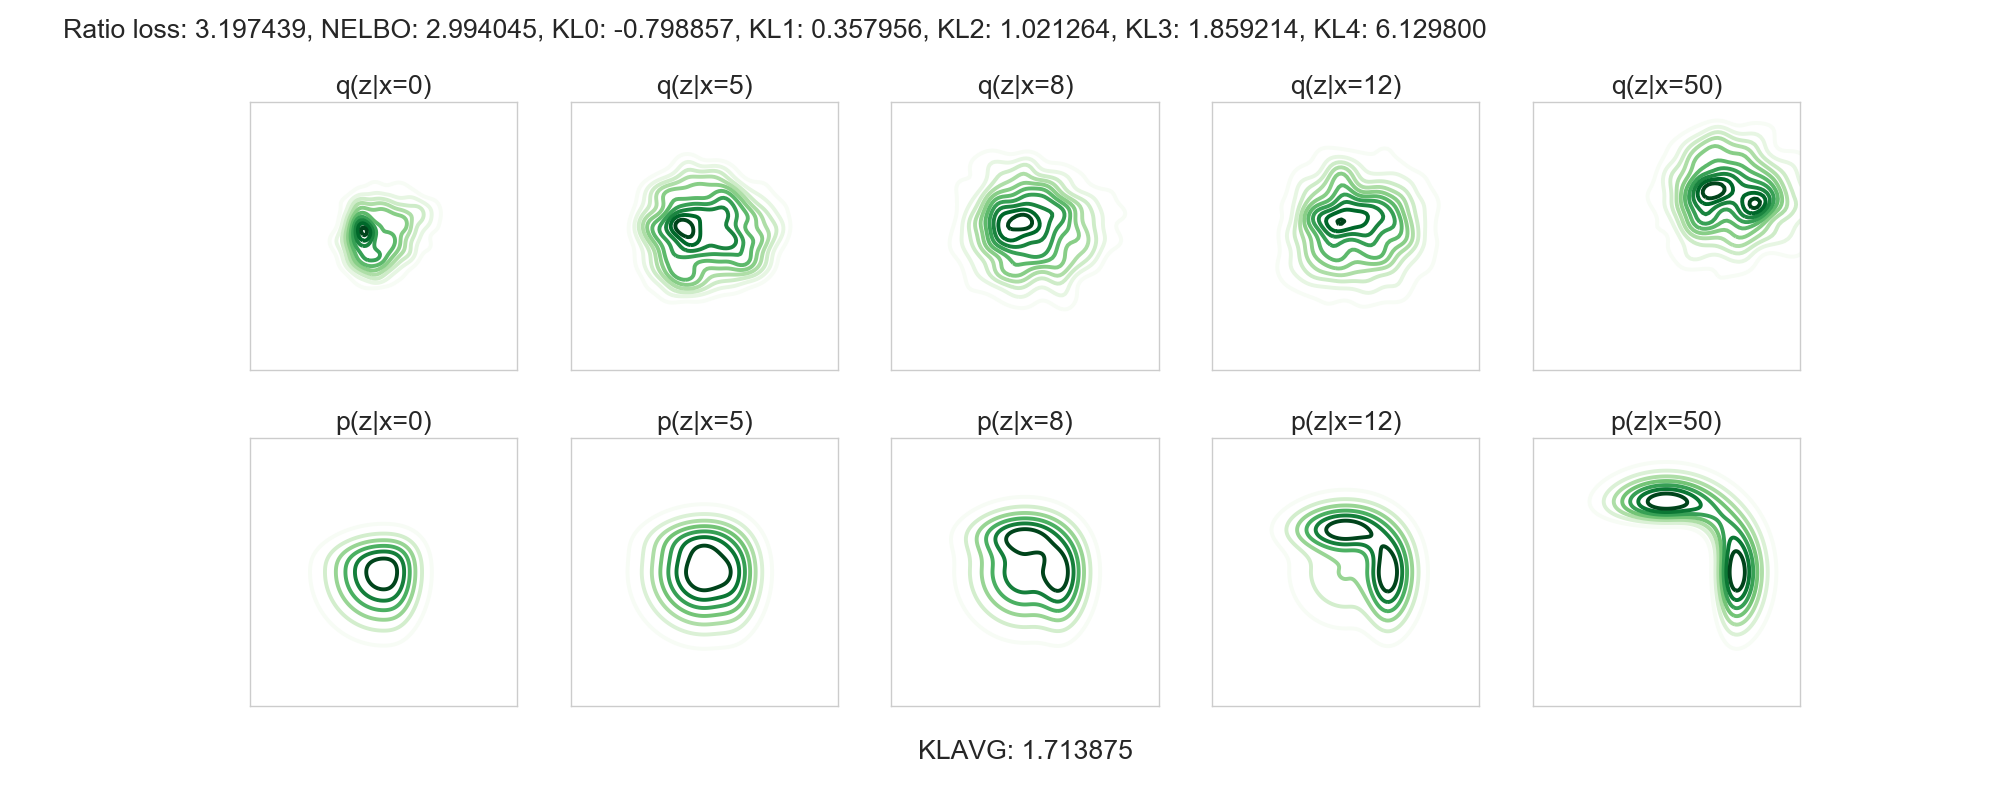 Ratio loss: 3.197439, NELBO: 2.994045, KL0: -0.798857, KL1: 0.357956, KL2: 1.021264, KL3: 1.859214, KL4: 6.129800
q(z|x=0) q(z|x=5) q(z|x=8) q(z|x=12) q(z|x=50)
p(z|x=0) p(z|x=5) p(z|x=8) p(z|x=12) p(z|x=50)
KLAVG: 1.713875